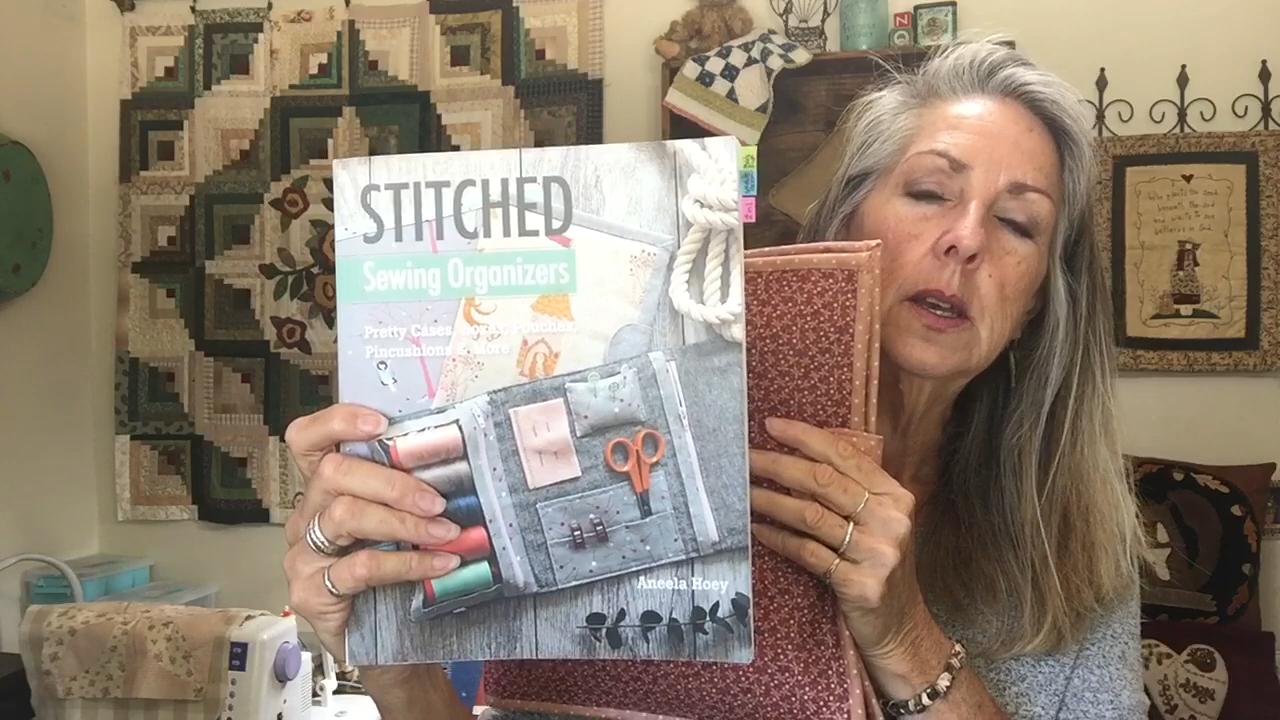 STITCHED
Sewing Organizers
Pretty Cases, Boxes, Pouches,
Pincushions & More
Aneela Hoey
N